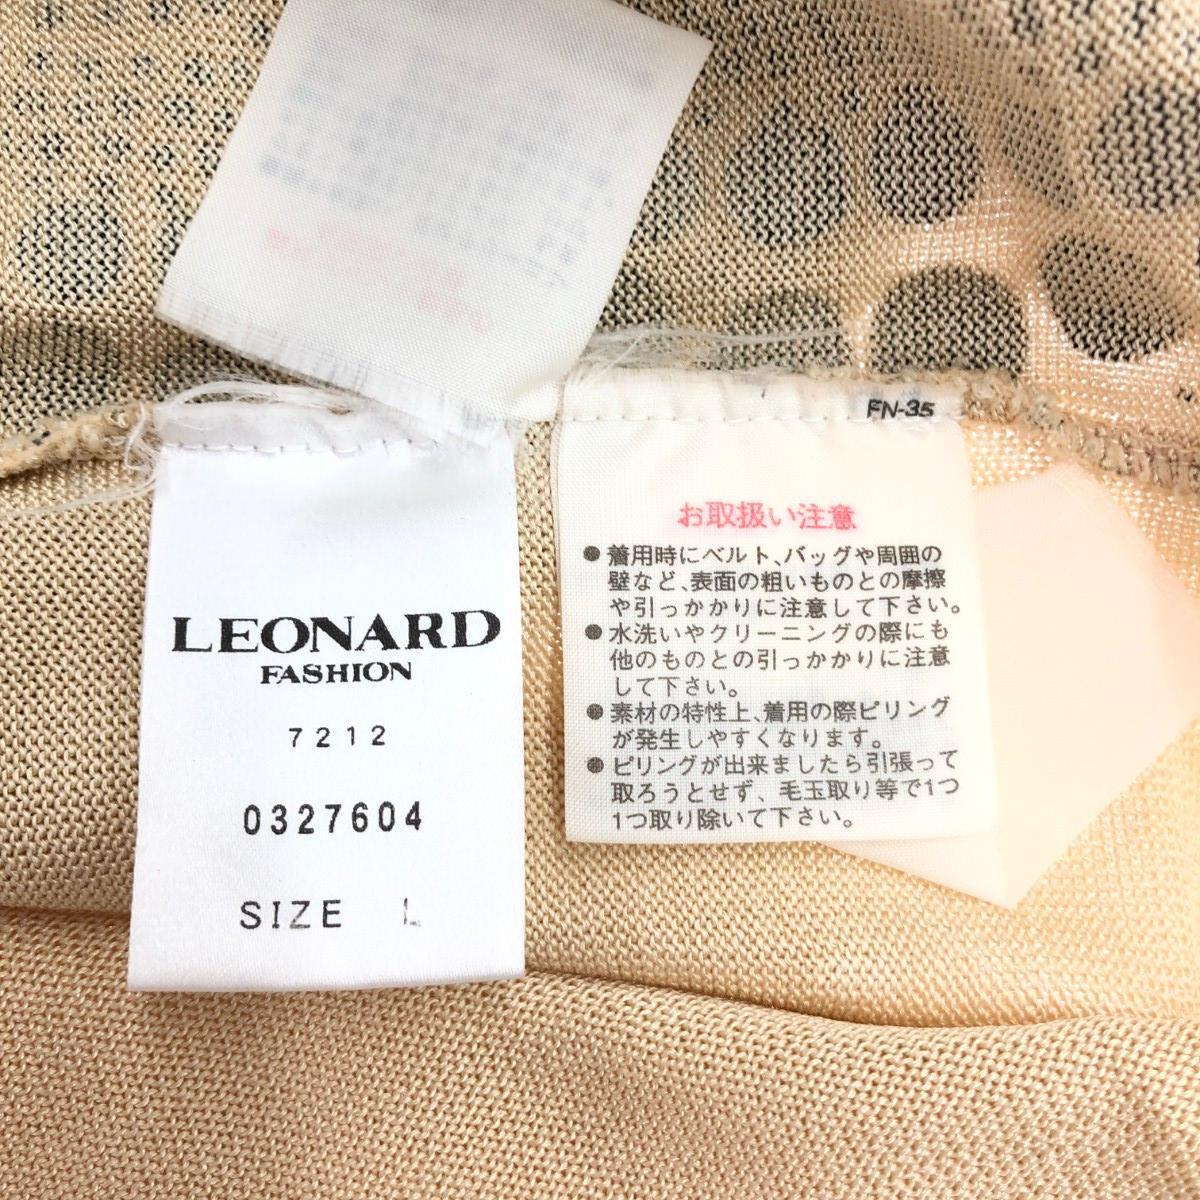 LEONARD
FASHION
7212
0327604
SIZE L
FN-35
お取扱い注意
●着用時にベルト、バッグや周囲の
壁など、表面の粗いものとの摩擦
や引っかかりに注意して下さい。
●水洗いやクリーニングの際にも
他のものとの引っかかりに注意
して下さい。
●素材の特性上、着用の際ピリング
が発生しやすくなります。
●ピリングが出来ましたら引張って
取ろうとせず、毛玉取り等で1つ
1つ取り除いて下さい。